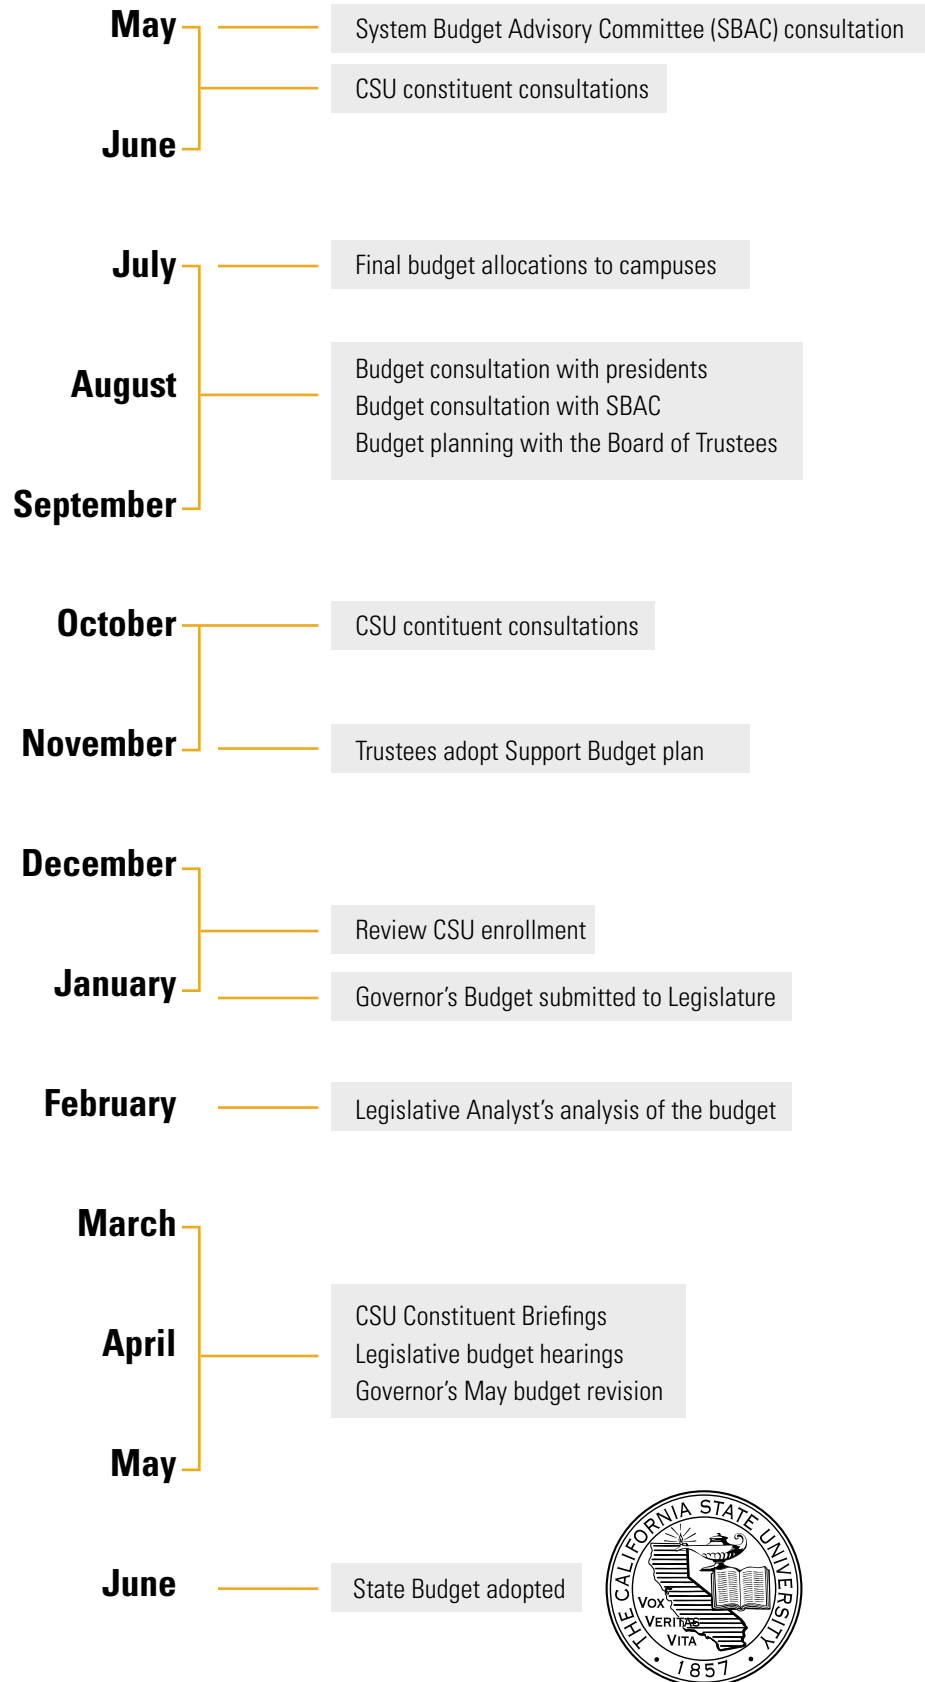 May
System Budget Advisory Committee (SBAC) consultation
CSU constituent consultations
June
July
Final budget allocations to campuses
August
Budget consultation with presidents
Budget consultation with SBAC
Budget planning with the Board of Trustees
September
October
CSU contituent consultations
November
Trustees adopt Support Budget plan
December
Review CSU enrollment
January
Governor’s Budget submitted to Legislature
February
Legislative Analyst’s analysis of the budget
March
CSU Constituent Briefings
April
Legislative budget hearings
Governor’s May budget revision
May
June
State Budget adopted
THE CALIFORNIA STATE UNIVERSITY
VOX
VERITAS
VITA
1857